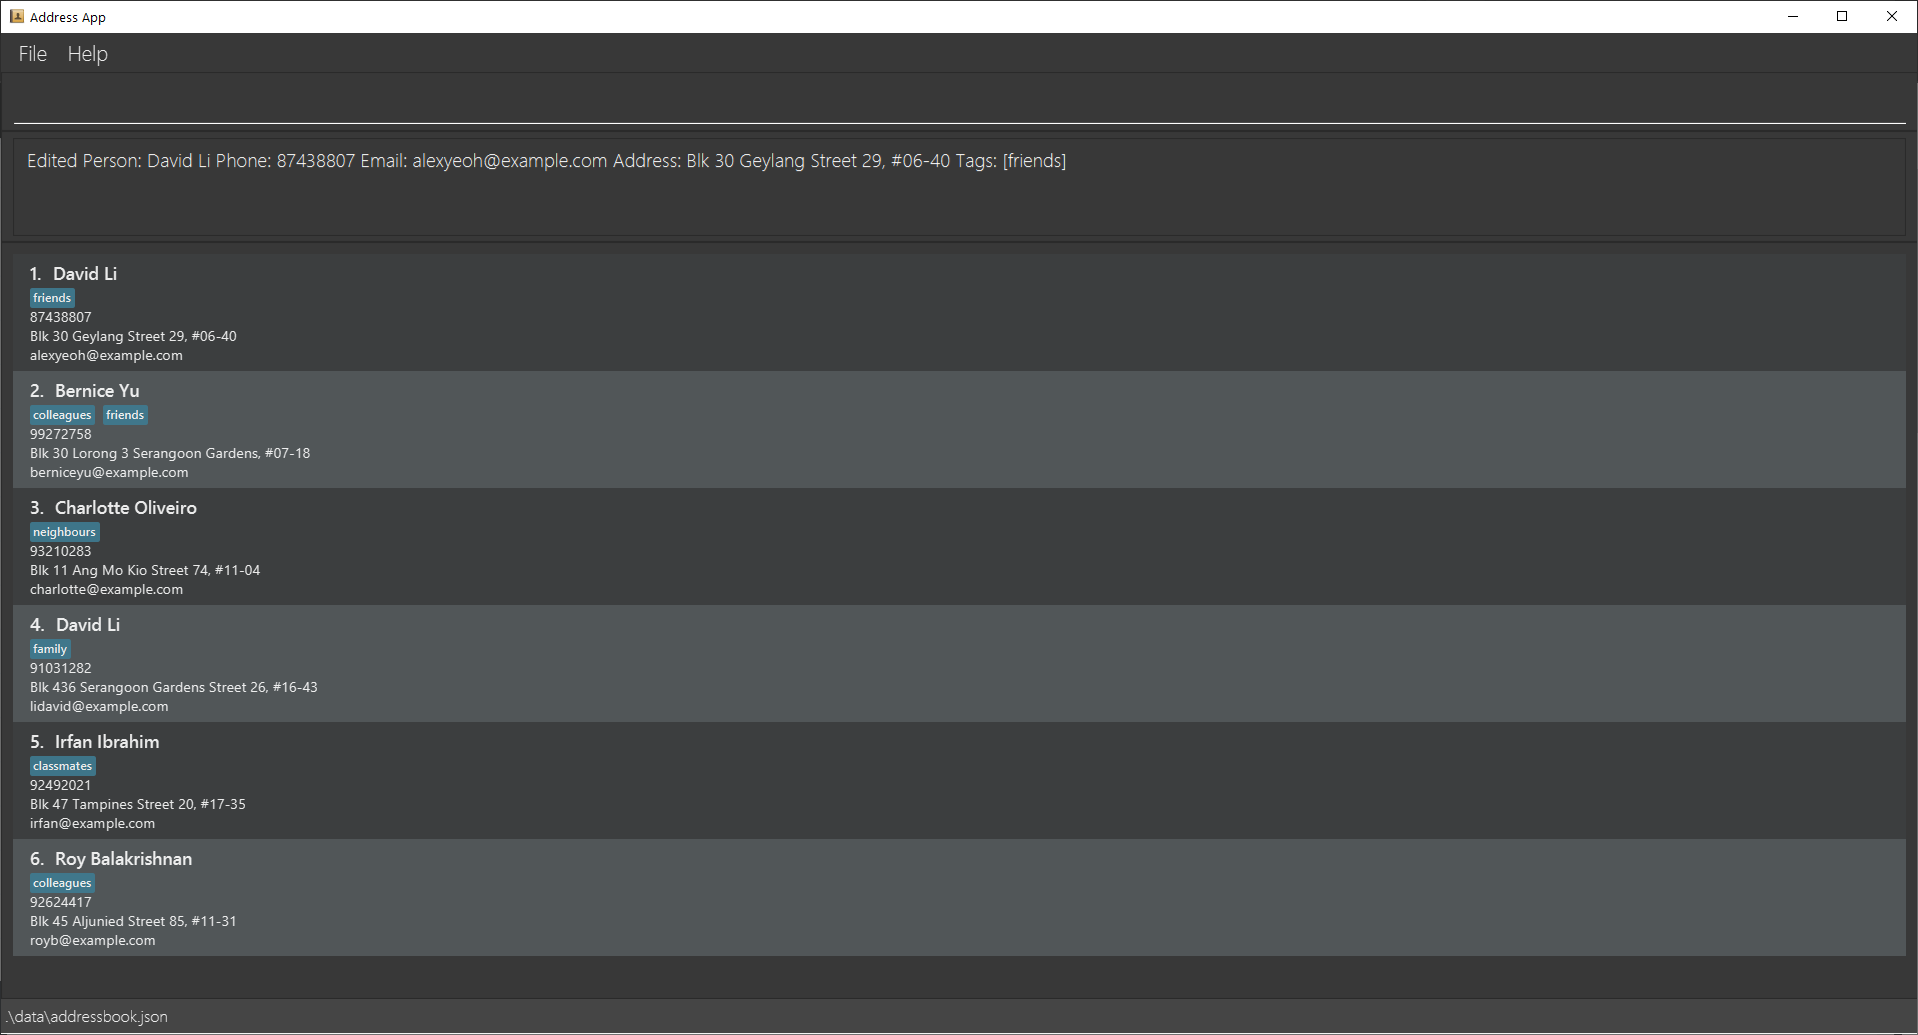 Address App
File Help
Edited Person: David Li Phone: 87438807 Email: alexyeoh@example.com Address: Blk 30 Geylang Street 29, #06-40 Tags: [friends]
1. David Li
friends
87438807
Blk 30 Geylang Street 29, #06-40
alexyeoh@example.com
2. Bernice Yu
colleagues friends
99272758
Blk 30 Lorong 3 Serangoon Gardens, #07-18
berniceyu@example.com
3. Charlotte Oliveiro
neighbours
93210283
Blk 11 Ang Mo Kio Street 74, #11-04
charlotte@example.com
4. David Li
family
91031282
Blk 436 Serangoon Gardens Street 26, #16-43
lidavid@example.com
5. Irfan Ibrahim
classmates
92492021
Blk 47 Tampines Street 20, #17-35
irfan@example.com
6. Roy Balakrishnan
colleagues
92624417
Blk 45 Aljunied Street 85, #11-31
royb@example.com
.\data\addressbook.json